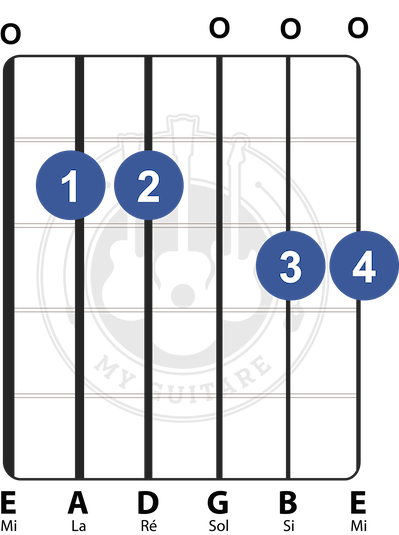 O O O O
1 2
3 4
MY GUITARE
E A D G B E
Mi La Ré Sol Si Mi